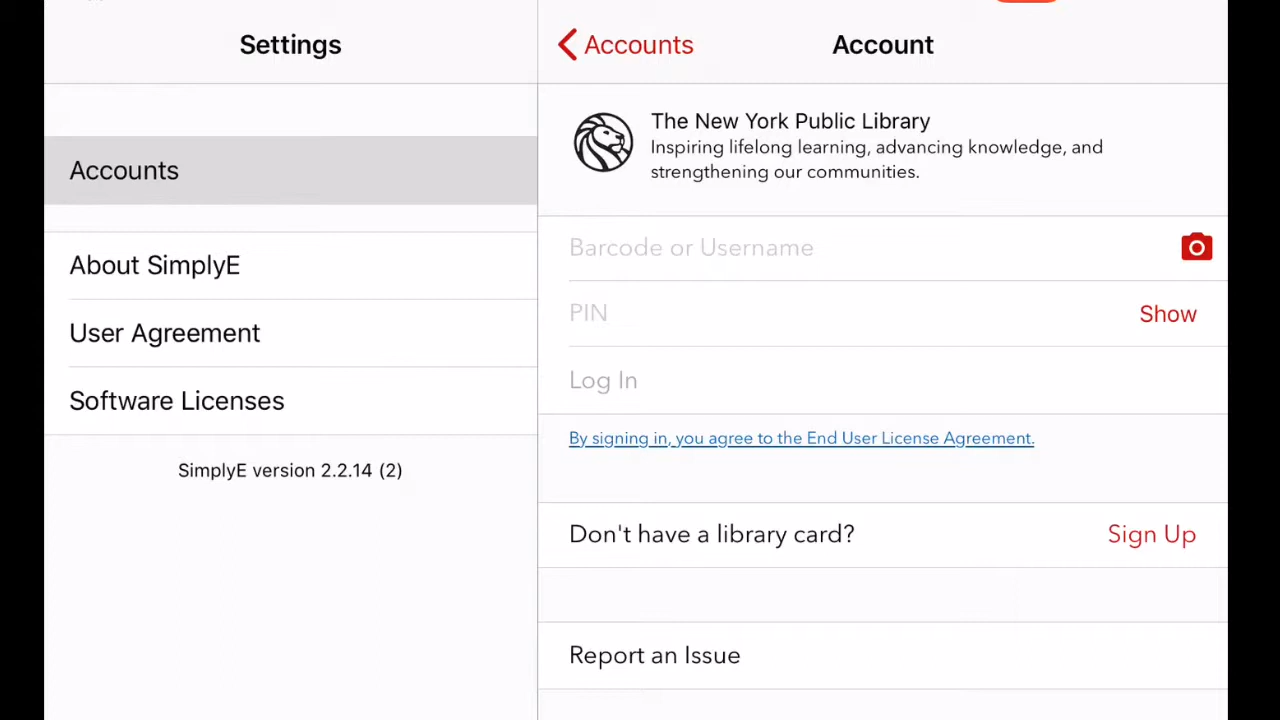 Settings
Accounts
About SimplyE
User Agreement
Software Licenses
SimplyE version 2.2.14 (2)
Accounts
Account
The New York Public Library
Inspiring lifelong learning, advancing knowledge, and
strengthening our communities.
Barcode or Username
PIN
Show
Log In
By signing in, you agree to the End User License Agreement.
Don't have a library card?
Sign Up
Report an Issue